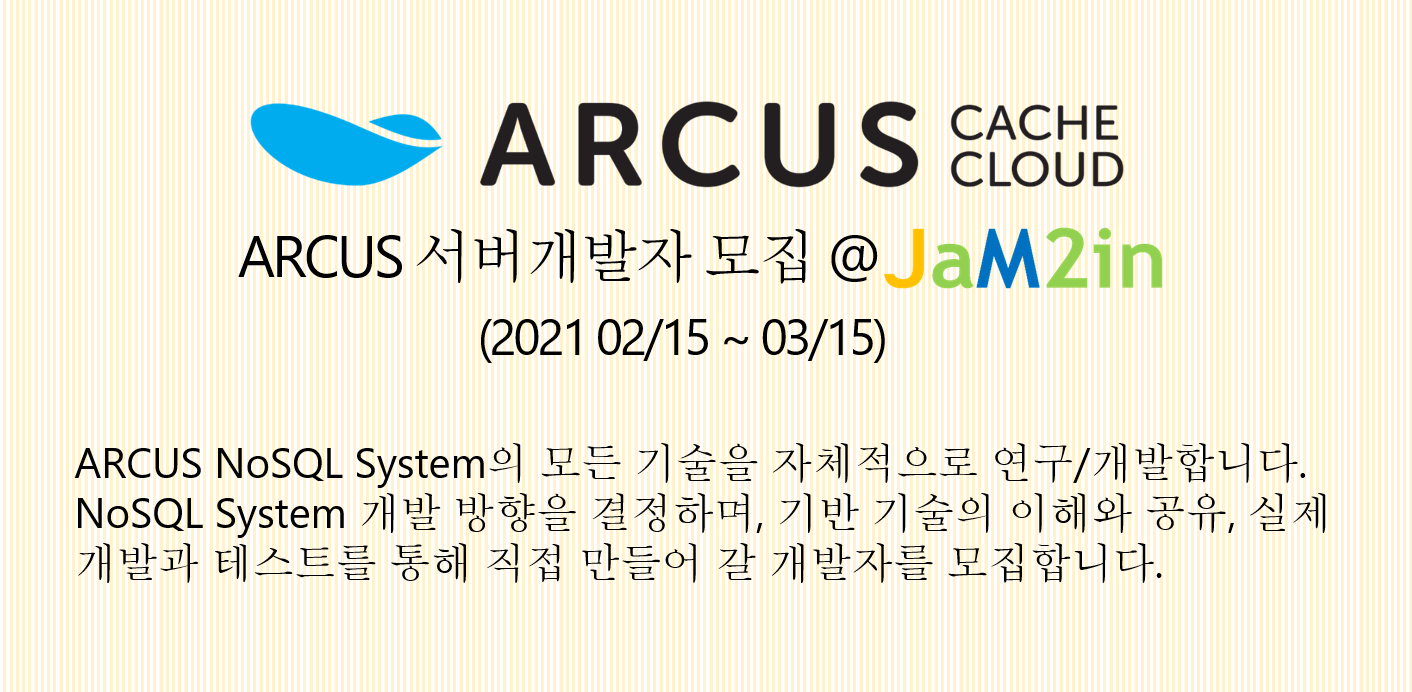 ARCUS CACHE
CLOUD
ARCUS 서버개발자 모집 @JaM2in
(2021 02/15 ~ 03/15)
ARCUS NoSQL System의 모든 기술을 자체적으로 연구/개발합니다.
NoSQL System 개발 방향을 결정하며, 기반 기술의 이해와 공유, 실제
개발과 테스트를 통해 직접 만들어 갈 개발자를 모집합니다.